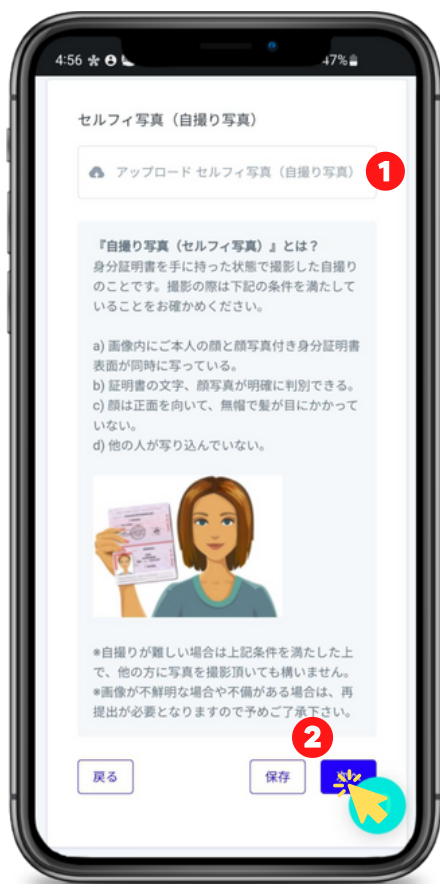 4:56
47%
セルフィ写真（自撮り写真）
アップロード セルフィ写真（自撮り写真）
1
『自撮り写真（セルフィ写真）』とは？
身分証明書を手に持った状態で撮影した自撮り
のことです。撮影の際は下記の条件を満たして
いることをお確かめください。
a) 画像内にご本人の顔と顔写真付き身分証明書
表面が同時に写っている。
b) 証明書の文字、顔写真が明確に判別できる。
c) 顔は正面を向いて、無帽で髪が目にかかって
いない。
d) 他の人が写り込んでいない。
※自撮りが難しい場合は上記条件を満たした上
で、他の方に写真を撮影頂いても構いません。
※画像が不鮮明な場合や不備がある場合は、再
提出が必要となりますので予めご了承下さい。
2
戻る
保存